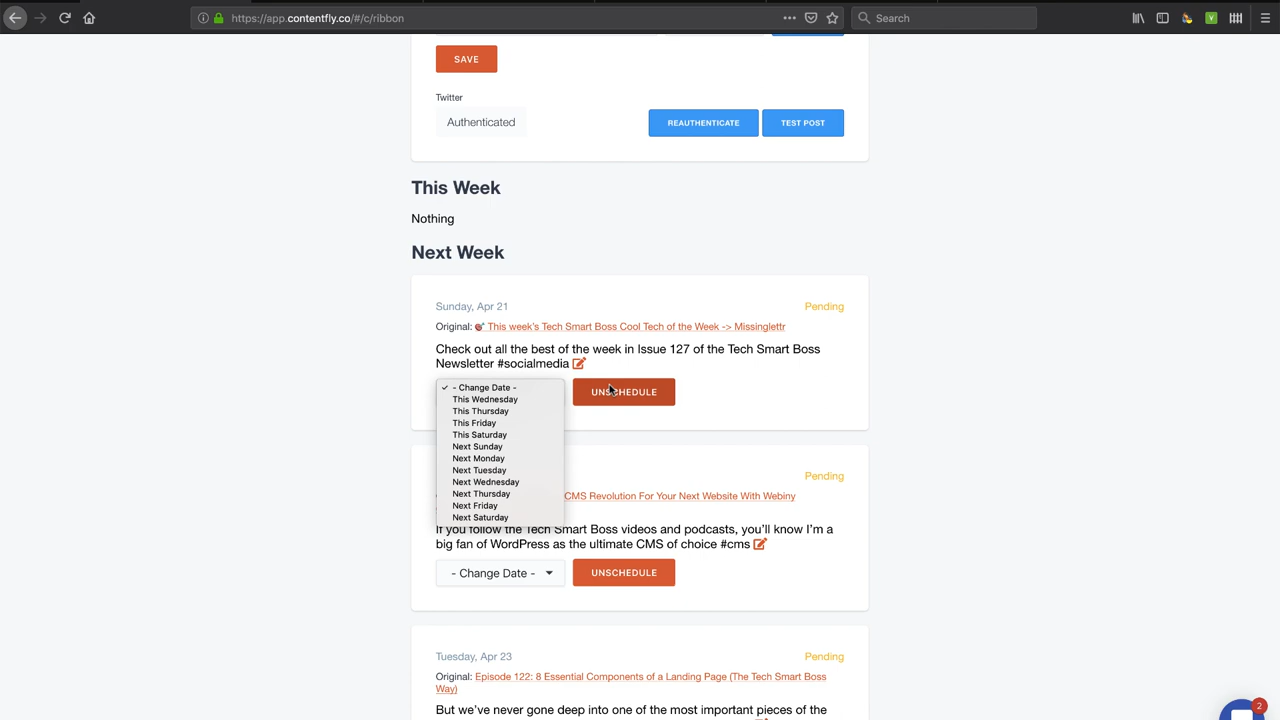 https://app.contentfly.co/#/c/ribbon
Search
SAVE
Twitter
Authenticated
REAUTHENTICATE
TEST POST
This Week
Nothing
Next Week
Sunday, Apr 21
Pending
Original: 🎯 This week's Tech Smart Boss Cool Tech of the Week -> Missinglettr
Check out all the best of the week in Issue 127 of the Tech Smart Boss
Newsletter #socialmedia
✓ - Change Date -
This Wednesday
This Thursday
This Friday
This Saturday
Next Sunday
Next Monday
Next Tuesday
Next Wednesday
Next Thursday
Next Friday
Next Saturday
UNSCHEDULE
Pending
CMS Revolution For Your Next Website With Webiny
If you follow the Tech Smart Boss videos and podcasts, you'll know I'm a
big fan of WordPress as the ultimate CMS of choice #cms
- Change Date -
UNSCHEDULE
Tuesday, Apr 23
Pending
Original: Episode 122: 8 Essential Components of a Landing Page (The Tech Smart Boss
Way)
But we've never gone deep into one of the most important pieces of the
2